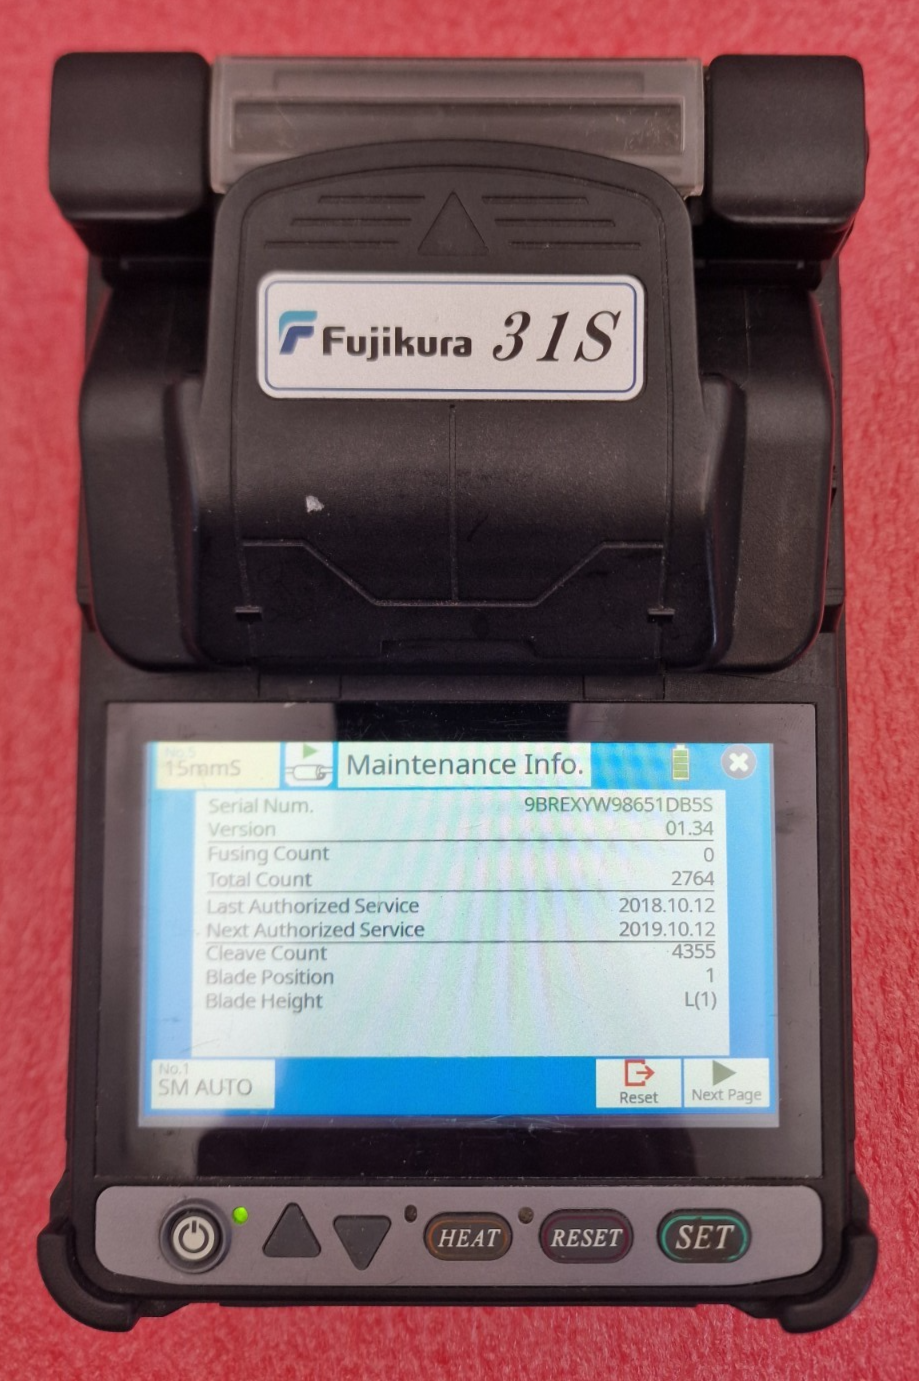 Fujikura 31S
No.5
15mmS
Maintenance Info.
Serial Num. 9BREXYW98651DB5S
Version 01.34
Fusing Count 0
Total Count 2764
Last Authorized Service 2018.10.12
Next Authorized Service 2019.10.12
Cleave Count 4355
Blade Position 1
Blade Height L(1)
No.1
SM AUTO
Reset
Next Page
HEAT
RESET
SET